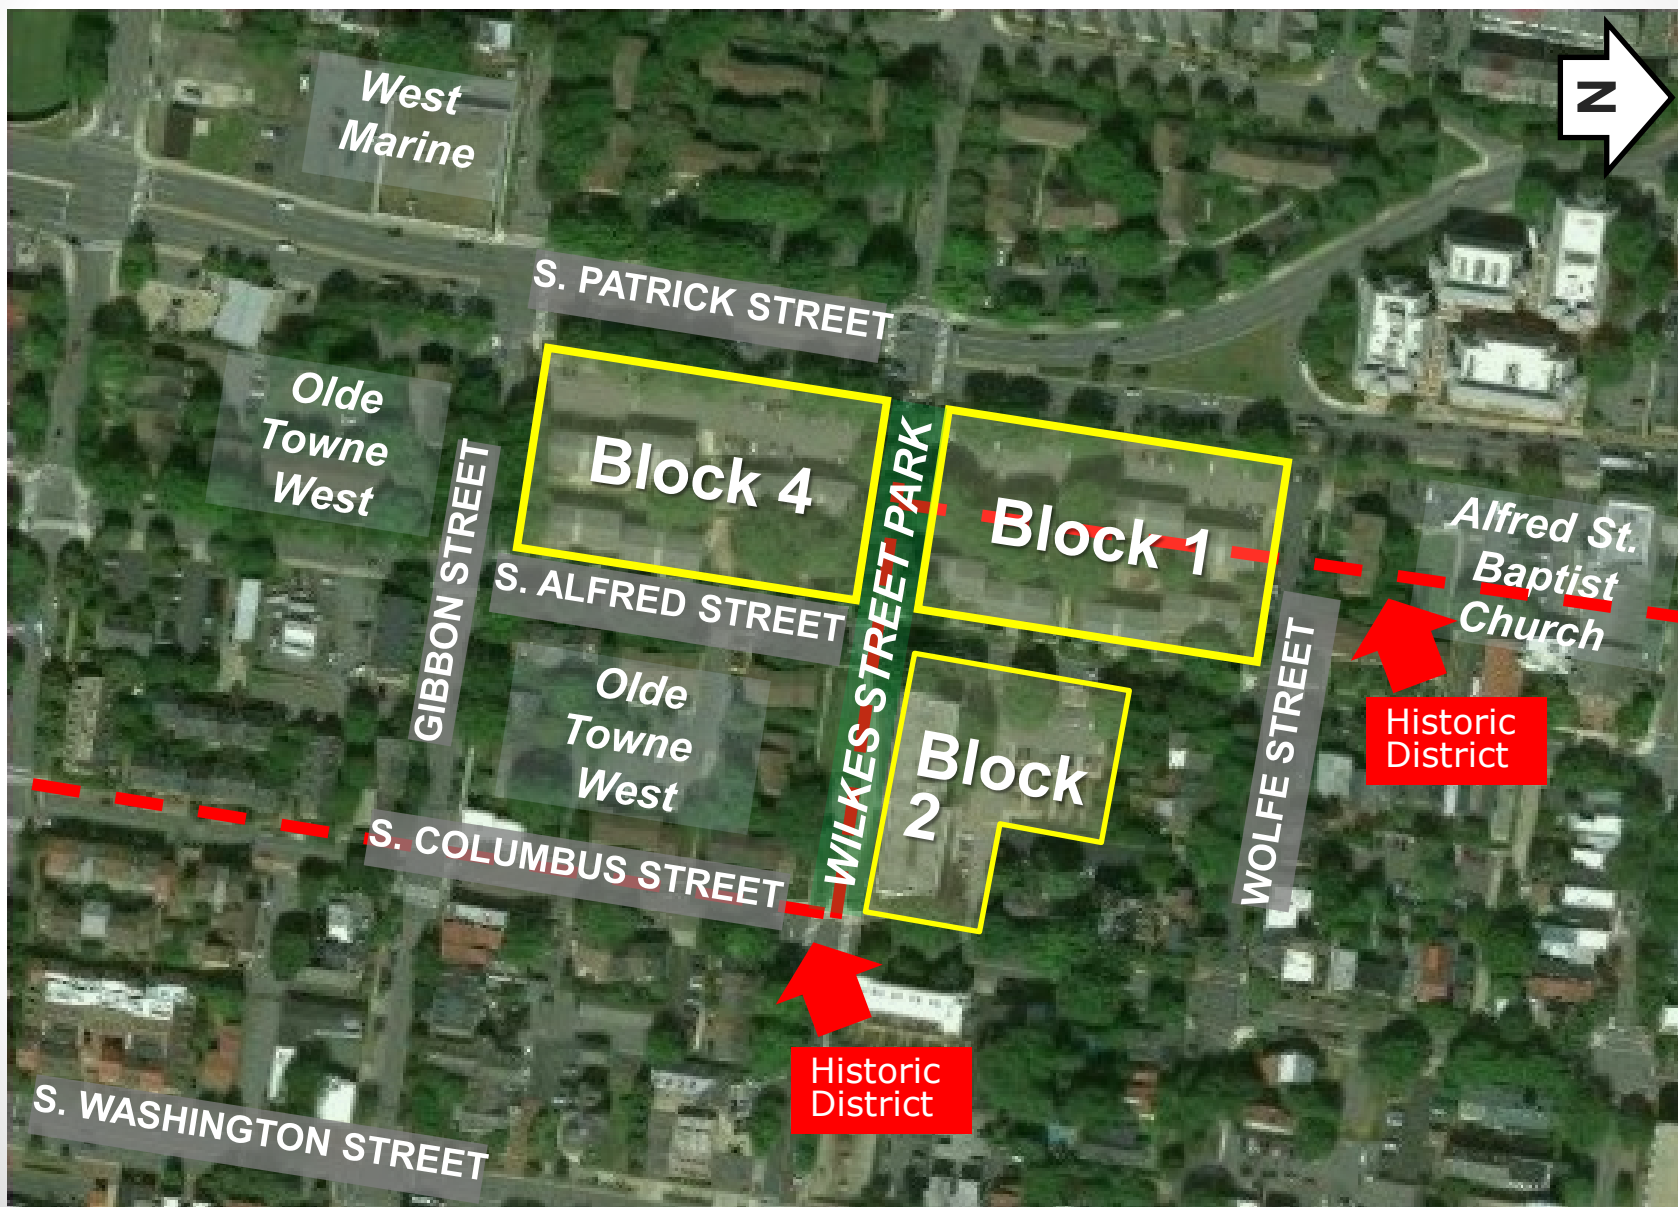 N
West
Marine
S. PATRICK STREET
Olde
Towne
West
GIBBON STREET
Block 4
WILKES STREET PARK
Block 1
Alfred St.
Baptist
Church
S. ALFRED STREET
WOLFE STREET
Historic
District
Olde
Towne
West
Block
2
S. COLUMBUS STREET
Historic
District
S. WASHINGTON STREET